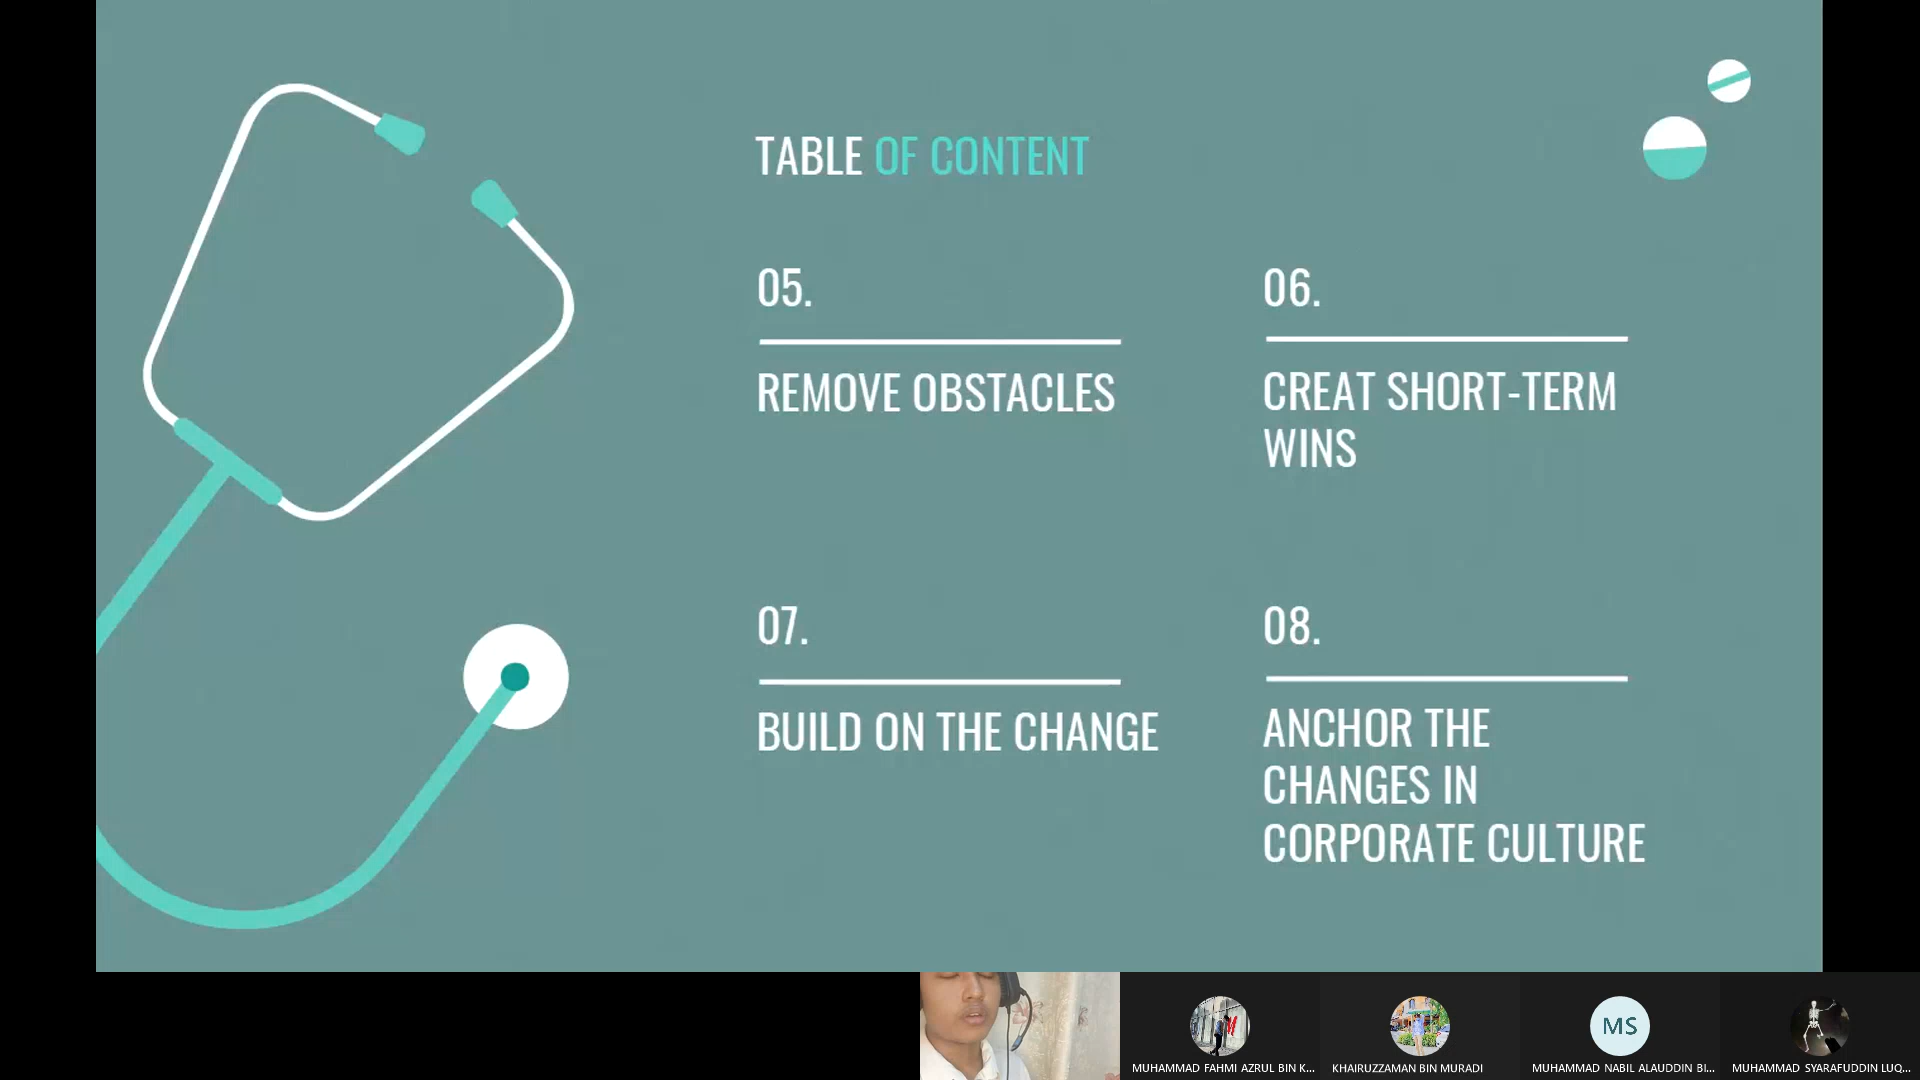 TABLE OF CONTENT
05.
REMOVE OBSTACLES
06.
CREAT SHORT-TERM
WINS
07.
BUILD ON THE CHANGE
08.
ANCHOR THE
CHANGES IN
CORPORATE CULTURE
MS
MUHAMMAD FAHMI AZRUL BIN K...
KHAIRUZZAMAN BIN MURADI
MUHAMMAD NABIL ALAUDDIN BI...
MUHAMMAD SYARAFUDDIN LUQ...